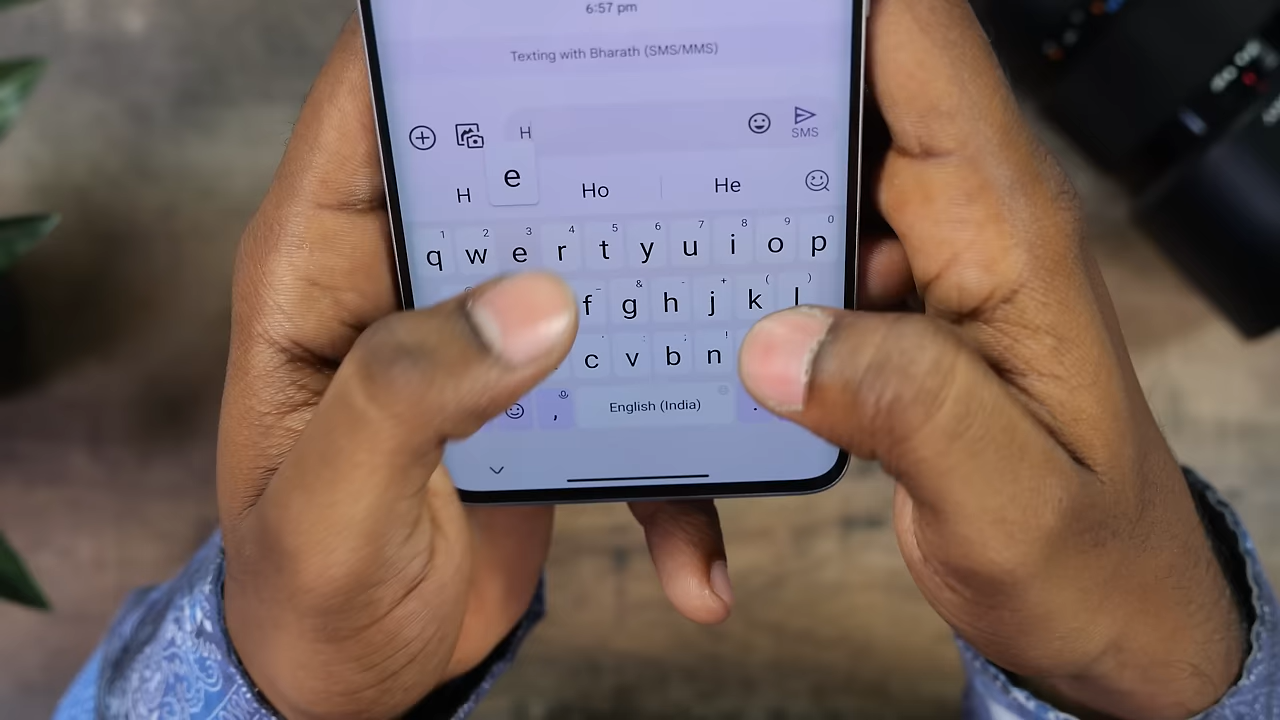 6:57 pm
Texting with Bharath (SMS/MMS)
H
SMS
e
H Ho He
1 2 3 4 5 6 7 8 9 0
q w e r t y u i o p
& - + ( )
f g h j k l
c v b n
, English (India) .